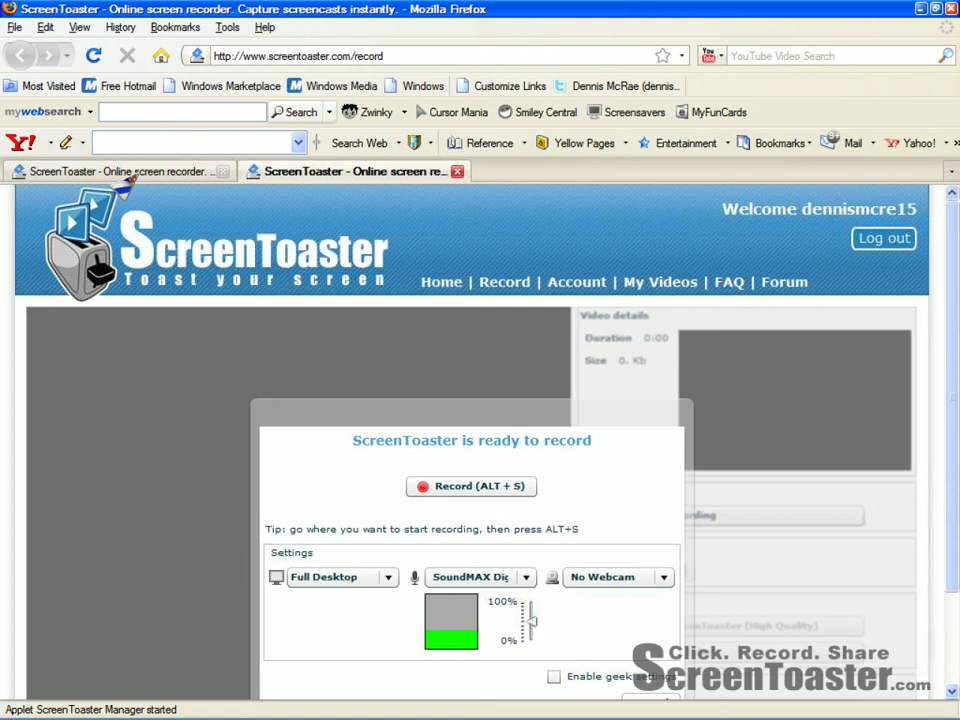 ScreenToaster - Online screen recorder. Capture screencasts instantly. - Mozilla Firefox
File Edit View History Bookmarks Tools Help
http://www.screentoaster.com/record
You Tube YouTube Video Search
Most Visited Free Hotmail Windows Marketplace Windows Media Windows Customize Links Dennis McRae (dennis...
mywebsearch Search Zwinky Cursor Mania Smiley Central Screensavers MyFunCards
Y! Search Web Reference Yellow Pages Entertainment Bookmarks Mail Yahoo! »
ScreenToaster - Online screen recorder. ... ScreenToaster - Online screen re...
Welcome dennismcre15
Log out
ScreenToaster
Toast your screen
Home | Record | Account | My Videos | FAQ | Forum
Video details
Duration 0:00
Size 0. Kb
ScreenToaster is ready to record
Record (ALT + S)
Tip: go where you want to start recording, then press ALT+S
Settings
Full Desktop SoundMAX Dig No Webcam
100%
0%
Enable geek settings
Click. Record. Share
ScreenToaster.com
Applet ScreenToaster Manager started